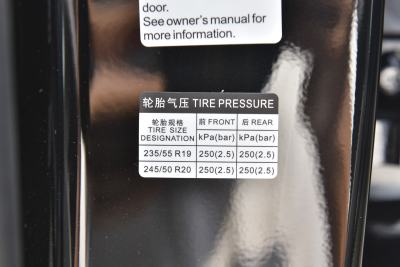 door.
See owner's manual for
more information.
轮胎气压 TIRE PRESSURE
轮胎规格 前 FRONT 后 REAR
TIRE SIZE
DESIGNATION kPa(bar) kPa(bar)
235/55 R19 250(2.5) 250(2.5)
245/50 R20 250(2.5) 250(2.5)